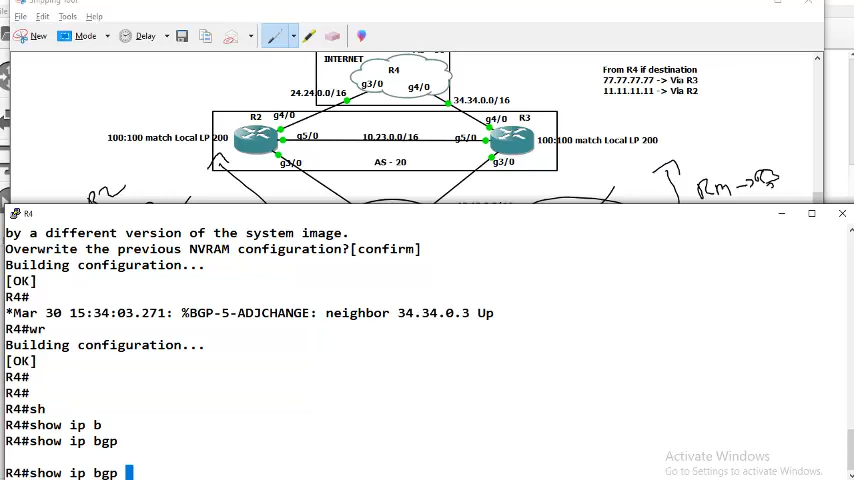 Snipping Tool
File Edit Tools Help
New Mode Delay
INTERNET
R4
g3/0
g4/0
24.24.0.0/16
34.34.0.0/16
From R4 if destination
77.77.77.77 -> Via R3
11.11.11.11 -> Via R2
R2
g4/0
R3
g4/0
100:100 match Local LP 200
g5/0
10.23.0.0/16
g5/0
100:100 match Local LP 200
g3/0
AS - 20
g3/0
R2
Rm
R4
by a different version of the system image.
Overwrite the previous NVRAM configuration?[confirm]
Building configuration...
[OK]
R4#
*Mar 30 15:34:03.271: %BGP-5-ADJCHANGE: neighbor 34.34.0.3 Up
R4#wr
Building configuration...
[OK]
R4#
R4#
R4#sh
R4#show ip b
R4#show ip bgp
R4#show ip bgp
Activate Windows
Go to Settings to activate Windows.